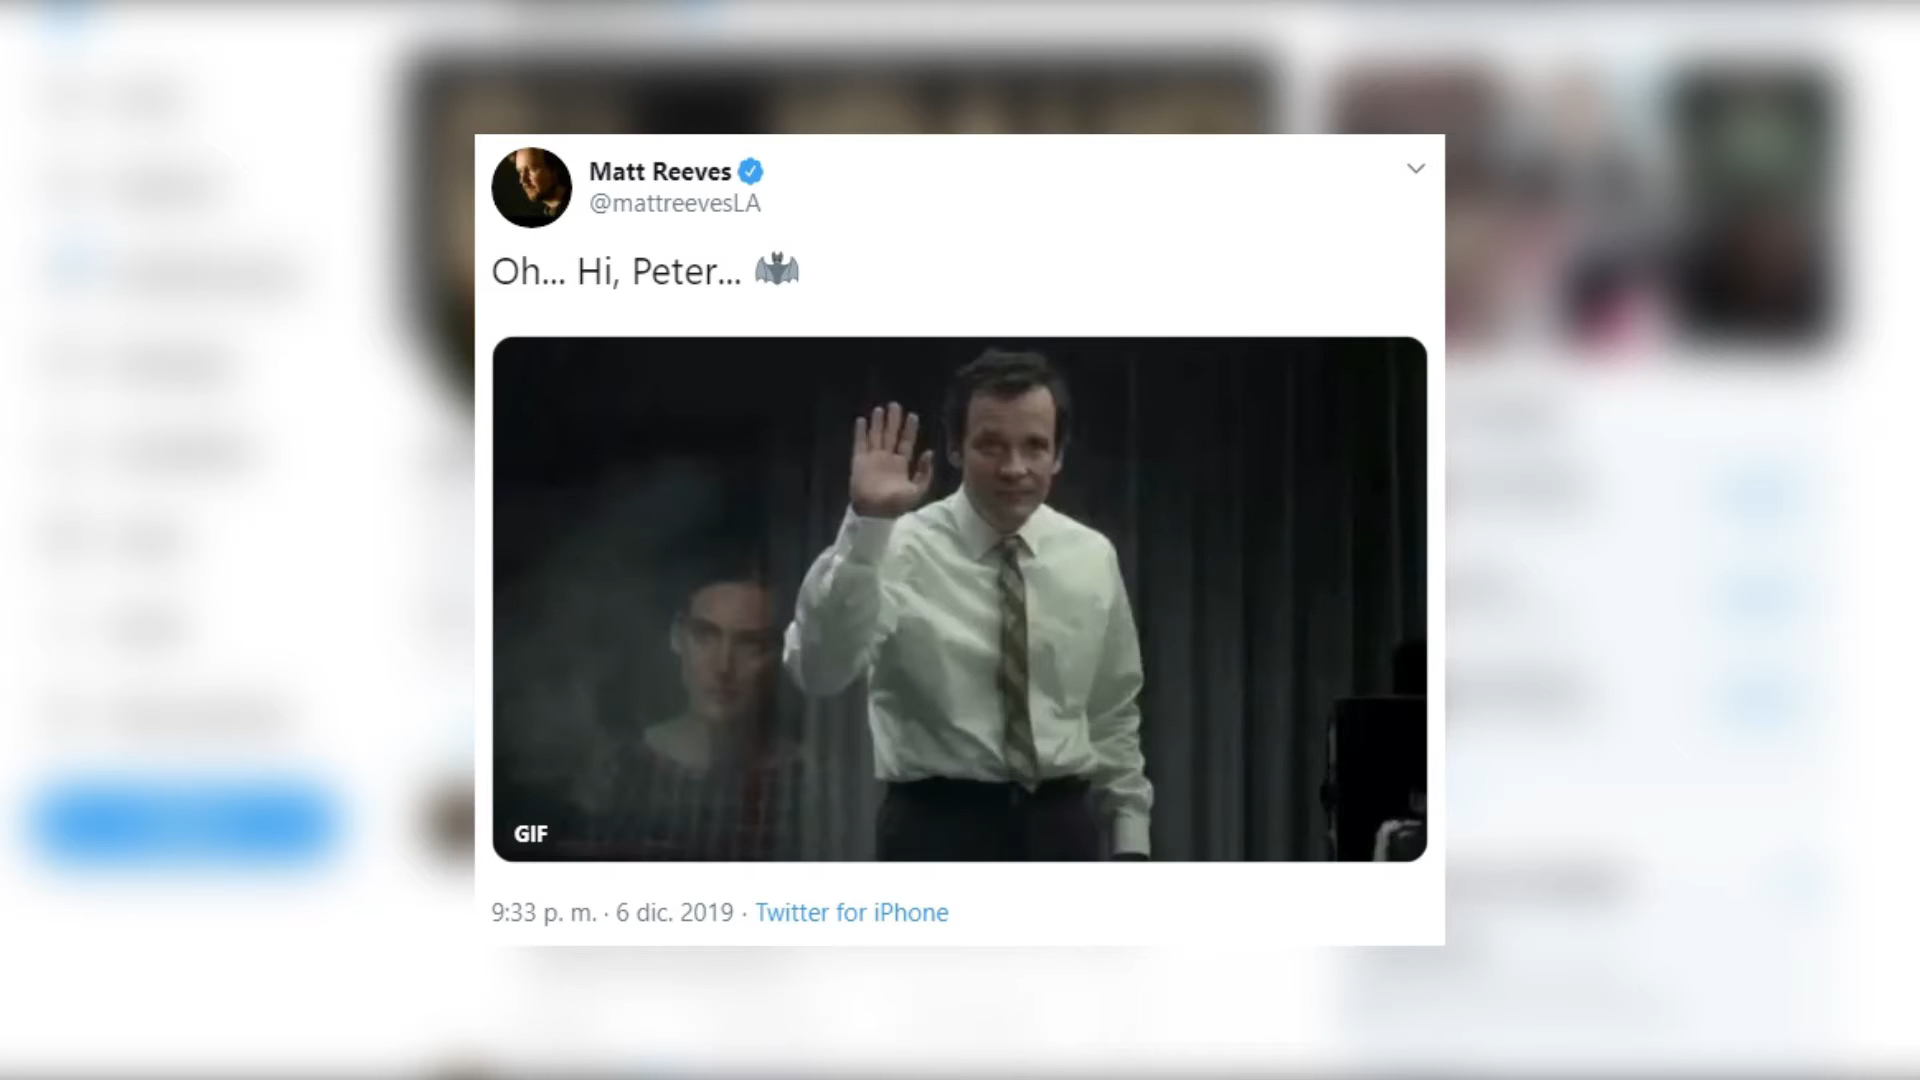 Matt Reeves
@mattreevesLA
Oh... Hi, Peter... 🦇
GIF
9:33 p. m. · 6 dic. 2019 · Twitter for iPhone